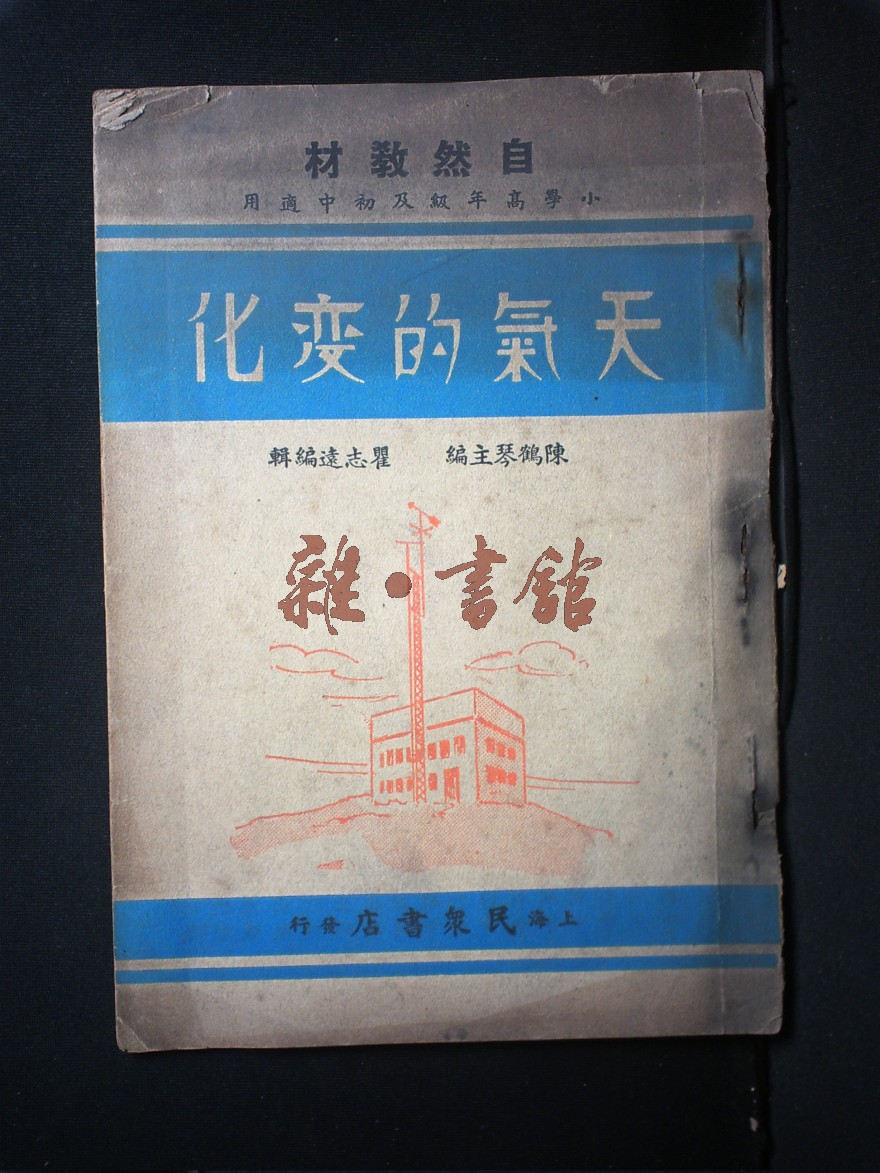 自然教材
小學高年級及初中適用
天氣的变化
陳鶴琴主編 瞿志遠編輯
雜·書館
上海民衆書店發行